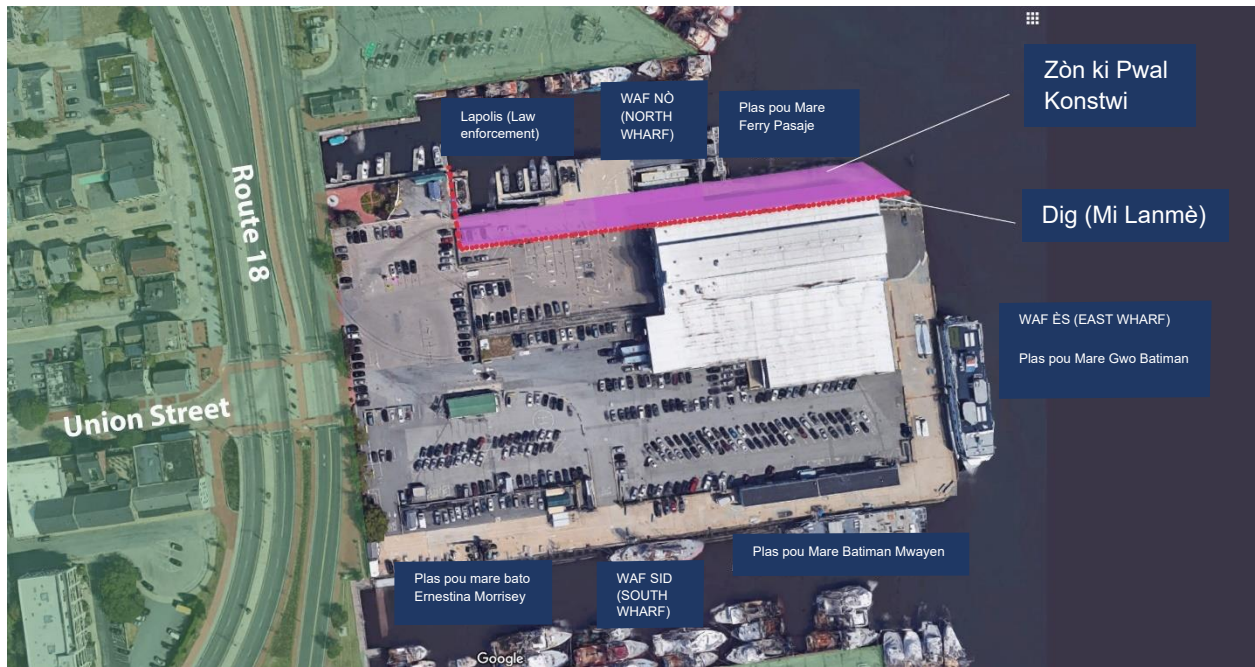 Lapolis (Law
enforcement)
WAF NÒ
(NORTH
WHARF)
Plas pou Mare
Ferry Pasaje
Zòn ki Pwal
Konstwi
Dig (Mi Lanmè)
WAF ÈS (EAST WHARF)
Plas pou Mare Gwo Batiman
Route 18
Union Street
Plas pou Mare Batiman Mwayen
Plas pou mare bato
Ernestina Morrisey
WAF SID
(SOUTH
WHARF)
Google